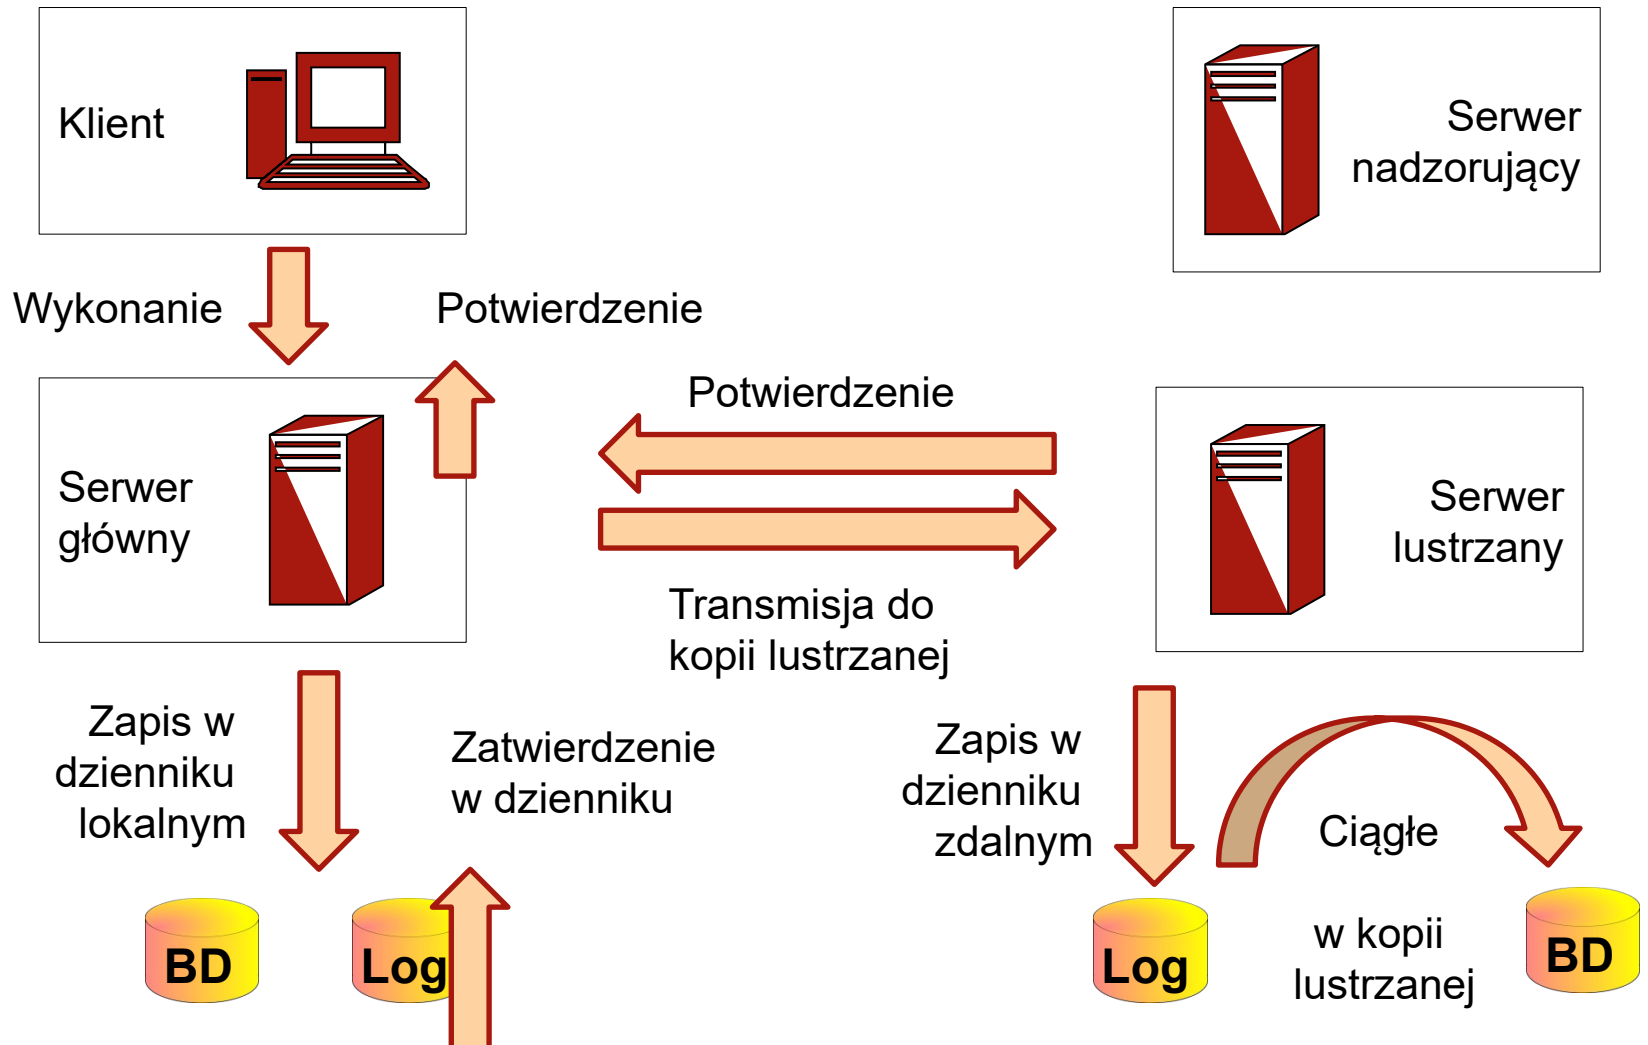 Klient
Serwer
nadzorujący
Wykonanie
Potwierdzenie
Potwierdzenie
Serwer
główny
Serwer
lustrzany
Transmisja do
kopii lustrzanej
Zapis w
dzienniku
lokalnym
Zatwierdzenie
w dzienniku
Zapis w
dzienniku
zdalnym
Ciągłe
w kopii
lustrzanej
BD
Log
Log
BD